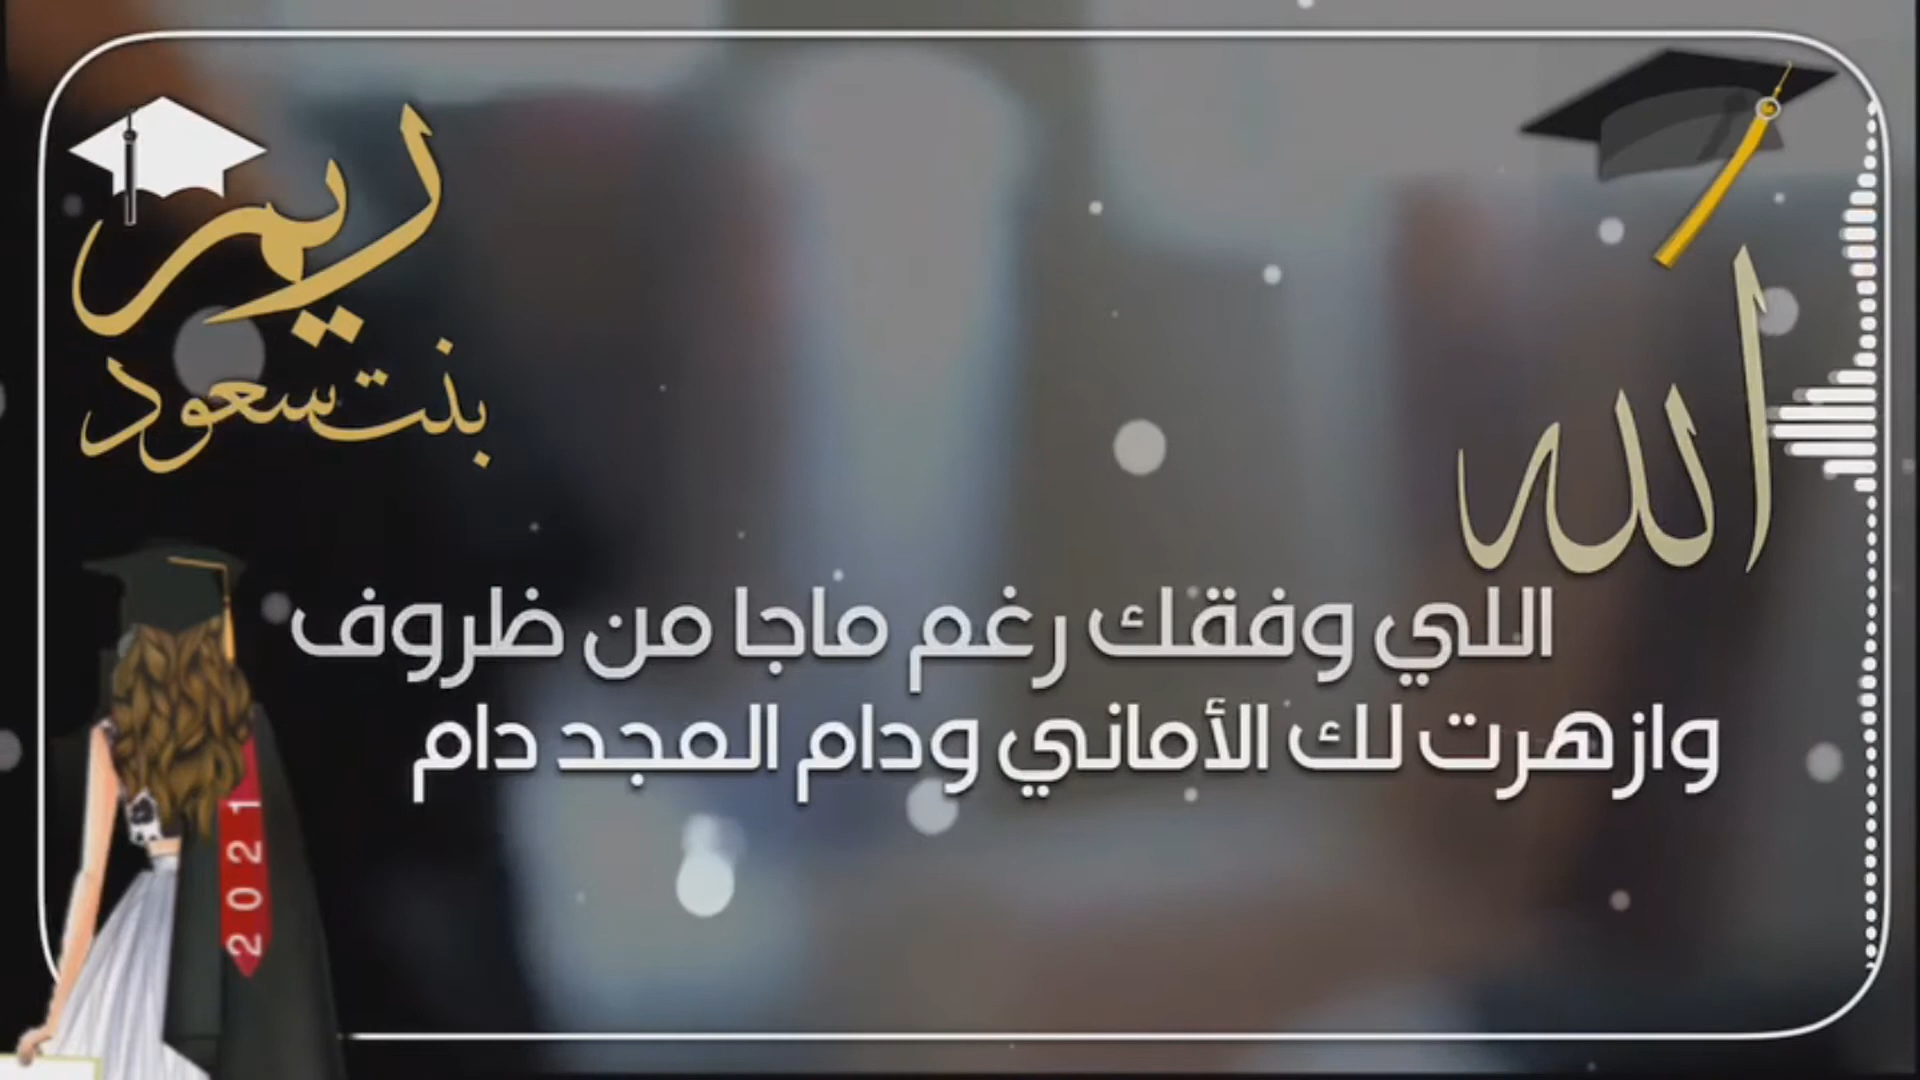 ريم
بنت سعود
الله
اللي وفقك رغم ماجا من ظروف
وازهرت لك الأماني ودام المجد دام
2021